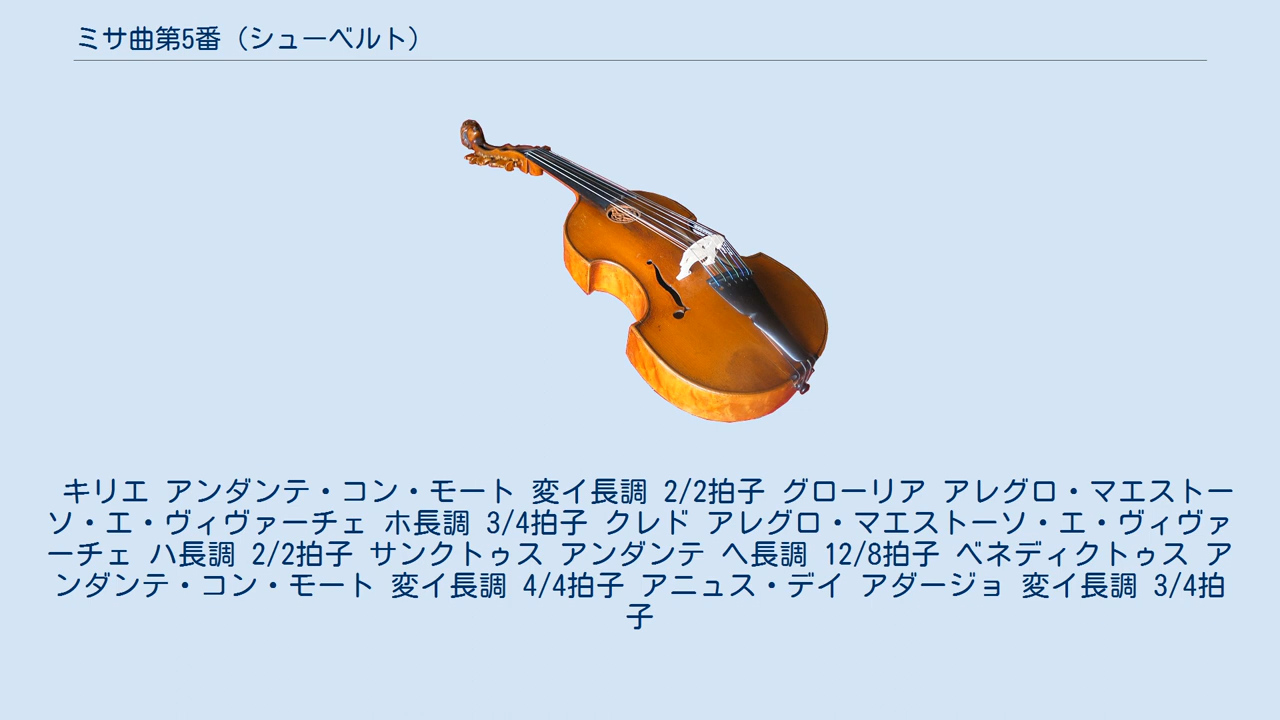 ミサ曲第5番（シューベルト）
キリエ アンダンテ・コン・モート 変イ長調 2/2拍子 グローリア アレグロ・マエストー
ソ・エ・ヴィヴァーチェ ホ長調 3/4拍子 クレド アレグロ・マエストーソ・エ・ヴィヴァ
ーチェ ハ長調 2/2拍子 サンクトゥス アンダンテ ヘ長調 12/8拍子 ベネディクトゥス ア
ンダンテ・コン・モート 変イ長調 4/4拍子 アニュス・デイ アダージョ 変イ長調 3/4拍
子